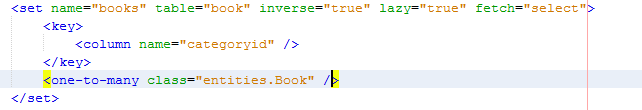 <set name="books" table="book" inverse="true" lazy="true" fetch="select">
<key>
<column name="categoryid" />
</key>
<one-to-many class="entities.Book" />
</set>